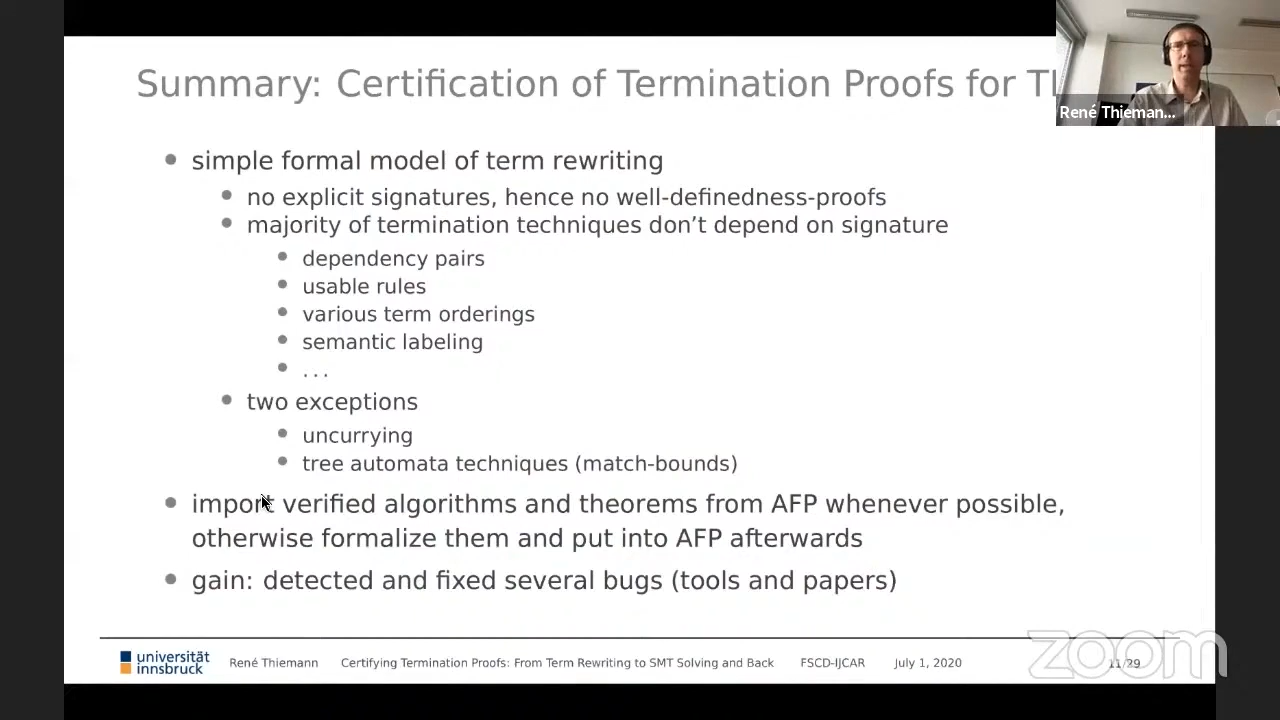 Summary: Certification of Termination Proofs for
René Thieman...
simple formal model of term rewriting
no explicit signatures, hence no well-definedness-proofs
majority of termination techniques don't depend on signature
dependency pairs
usable rules
various term orderings
semantic labeling
...
two exceptions
uncurrying
tree automata techniques (match-bounds)
import verified algorithms and theorems from AFP whenever possible,
otherwise formalize them and put into AFP afterwards
gain: detected and fixed several bugs (tools and papers)
universität
innsbruck
René Thiemann Certifying Termination Proofs: From Term Rewriting to SMT Solving and Back FSCD-IJCAR July 1, 2020 11/29
zoom